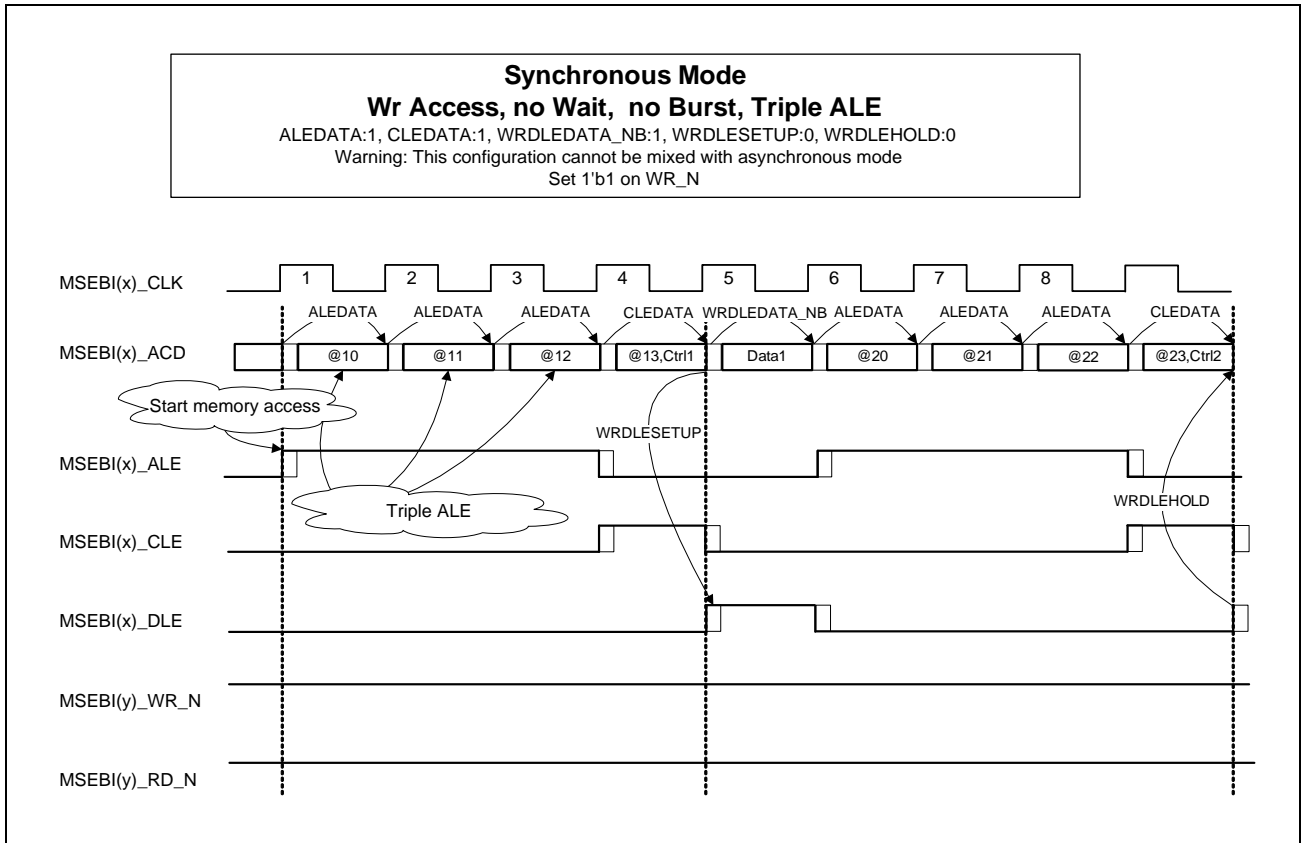 Synchronous Mode
Wr Access, no Wait, no Burst, Triple ALE
ALEDATA:1, CLEDATA:1, WRDLEDATA_NB:1, WRDLESETUP:0, WRDLEHOLD:0
Warning: This configuration cannot be mixed with asynchronous mode
Set 1'b1 on WR_N
MSEBI(x)_CLK 1 2 3 4 5 6 7 8
ALEDATA ALEDATA ALEDATA CLEDATA WRDLEDATA_NB ALEDATA ALEDATA ALEDATA CLEDATA
MSEBI(x)_ACD @10 @11 @12 @13,Ctrl1 Data1 @20 @21 @22 @23,Ctrl2
Start memory access
WRDLESETUP
MSEBI(x)_ALE
WRDLEHOLD
Triple ALE
MSEBI(x)_CLE
MSEBI(x)_DLE
MSEBI(y)_WR_N
MSEBI(y)_RD_N